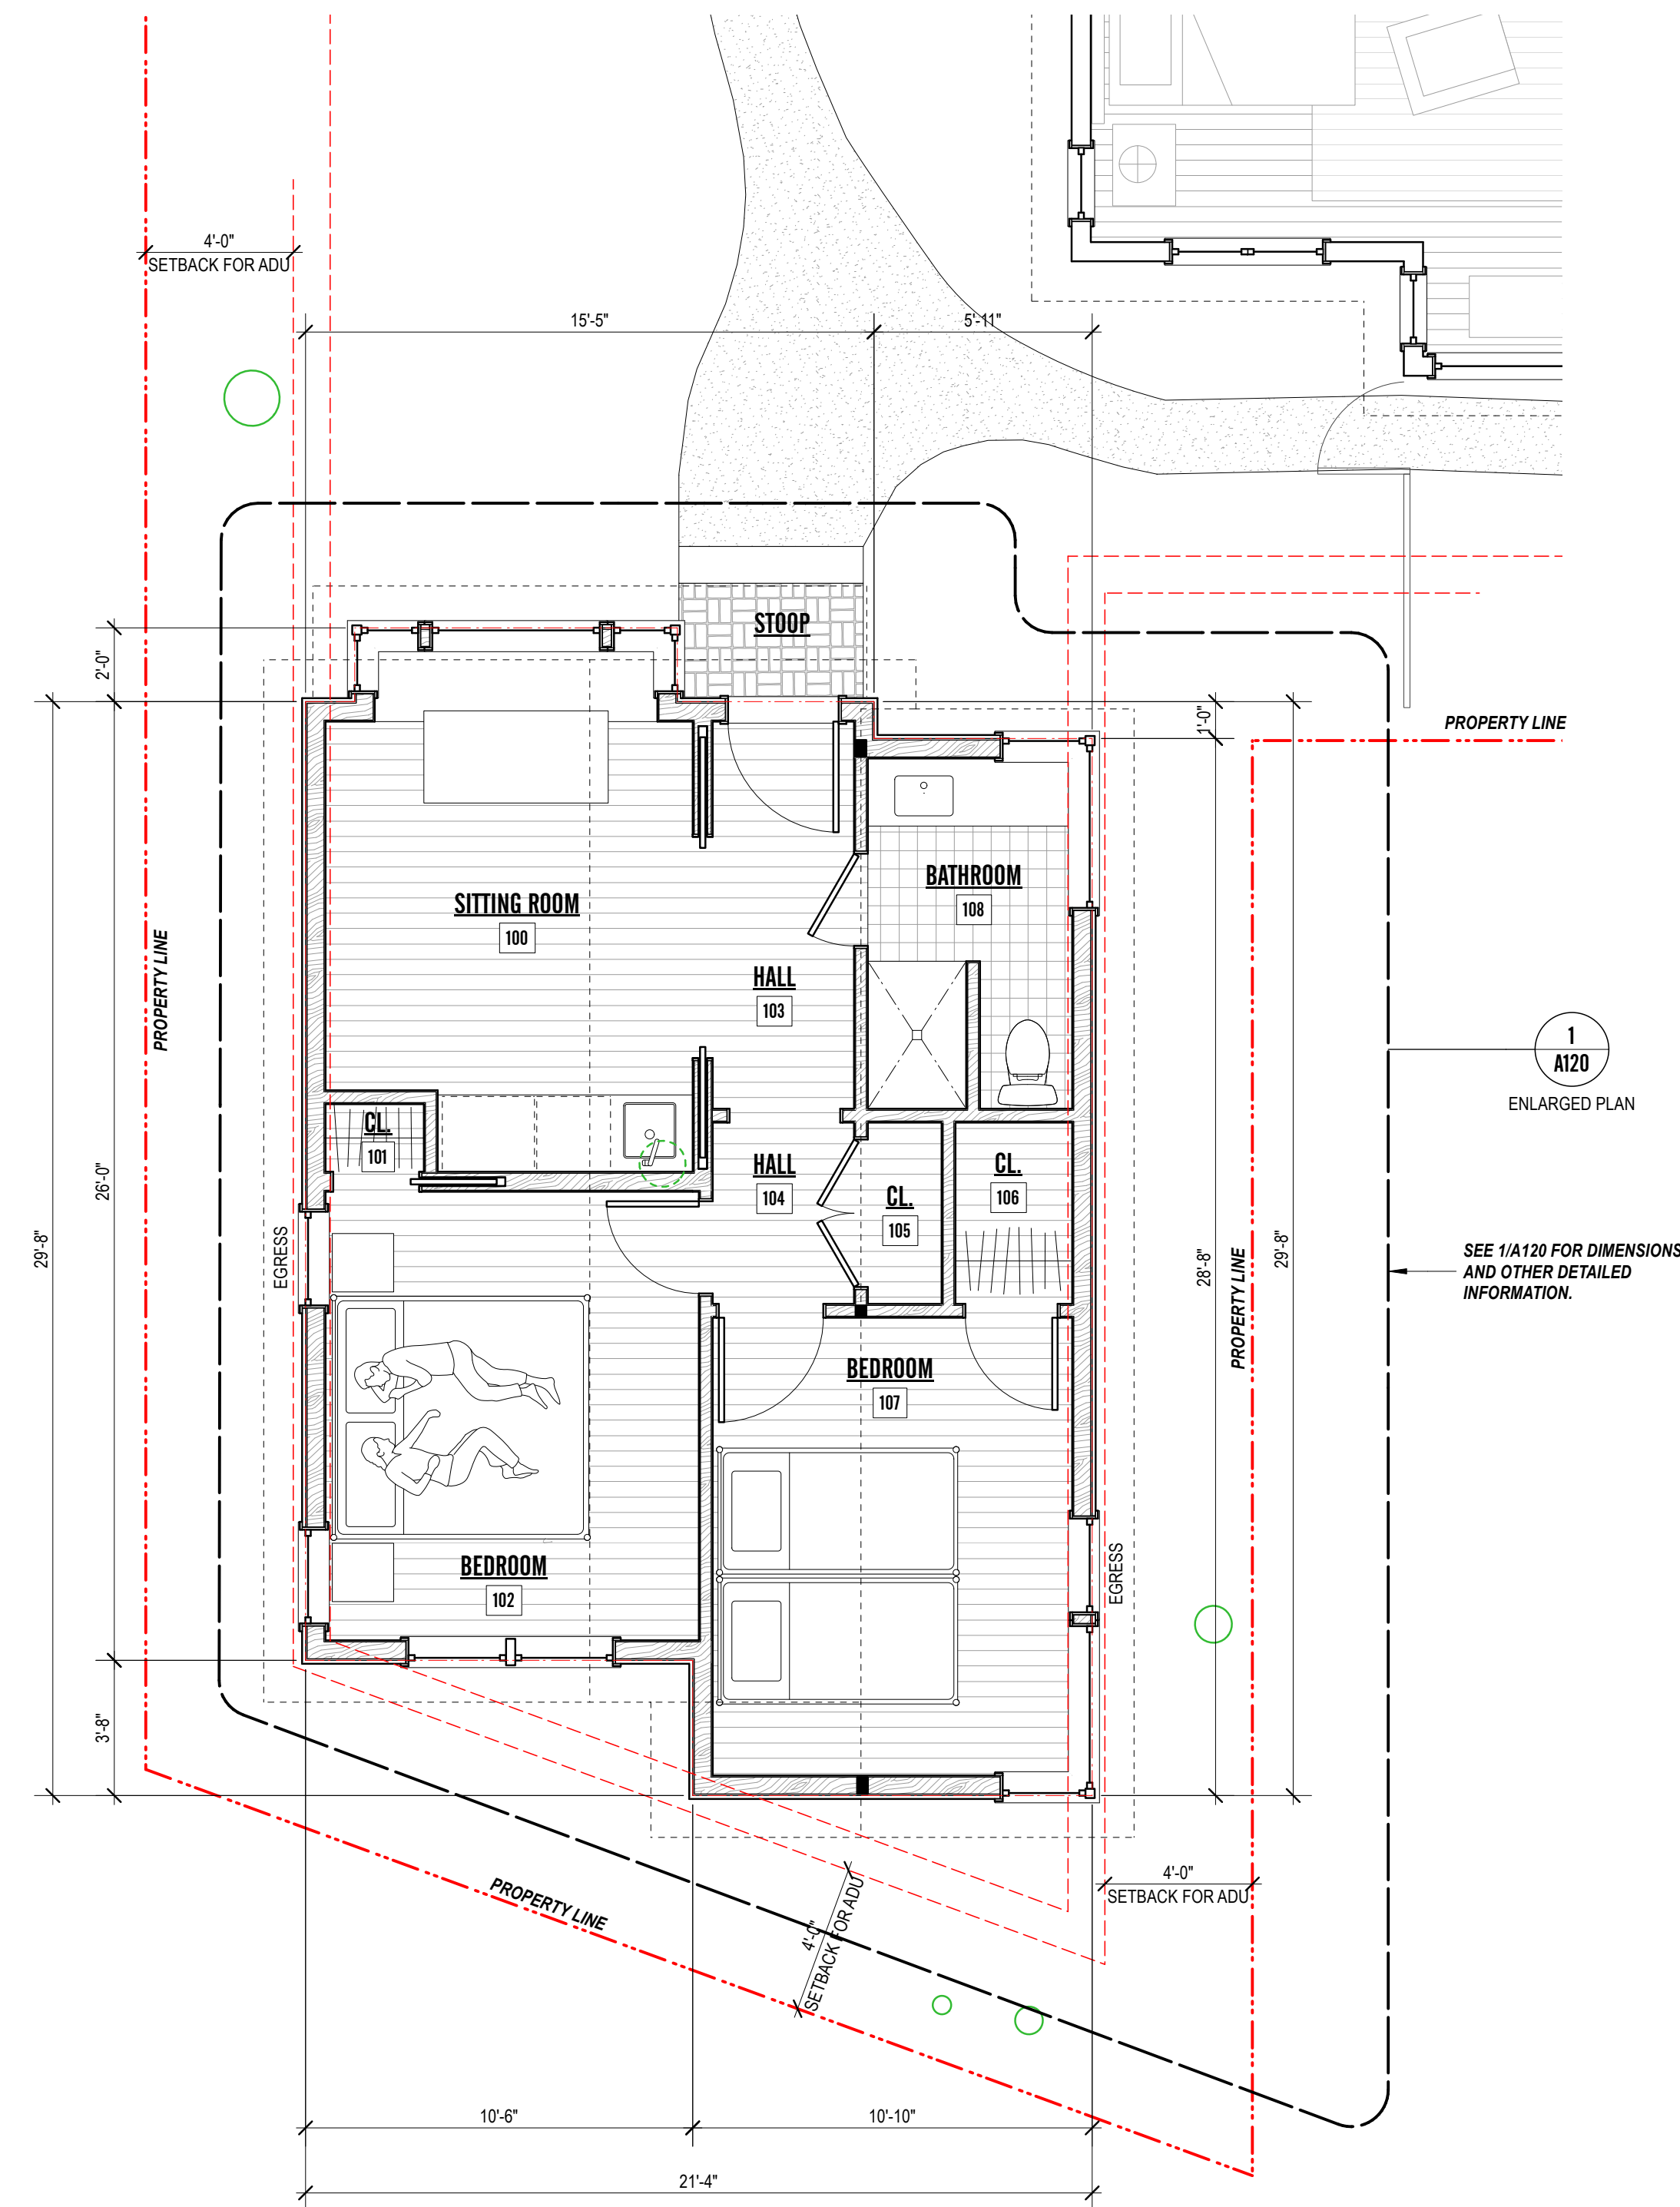 4'-0"
SETBACK FOR ADU
15'-5"
5'-11"
STOOP
2'-0"
1'-0"
PROPERTY LINE
SITTING ROOM
100
BATHROOM
108
HALL
103
PROPERTY LINE
1
A120
ENLARGED PLAN
CL.
101
HALL
104
CL.
105
CL.
106
26'-0"
29'-8"
EGRESS
28'-8"
PROPERTY LINE
29'-8"
SEE 1/A120 FOR DIMENSIONS
AND OTHER DETAILED
INFORMATION.
BEDROOM
107
BEDROOM
102
EGRESS
3'-8"
PROPERTY LINE
4'-0"
SETBACK FOR ADU
4'-0"
SETBACK FOR ADU
10'-6"
10'-10"
21'-4"